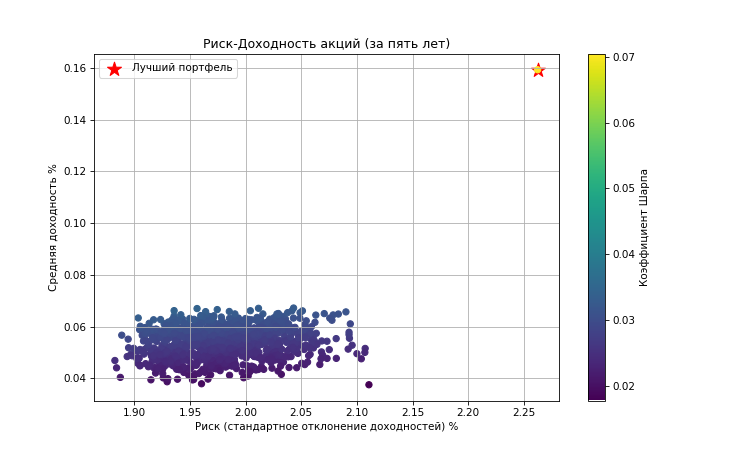 Риск-Доходность акций (за пять лет)
Лучший портфель
0.16
0.14
0.12
0.10
0.08
0.06
0.04
Средняя доходность %
1.90 1.95 2.00 2.05 2.10 2.15 2.20 2.25
Риск (стандартное отклонение доходностей) %
0.07
0.06
0.05
0.04
0.03
0.02
Коэффициент Шарпа